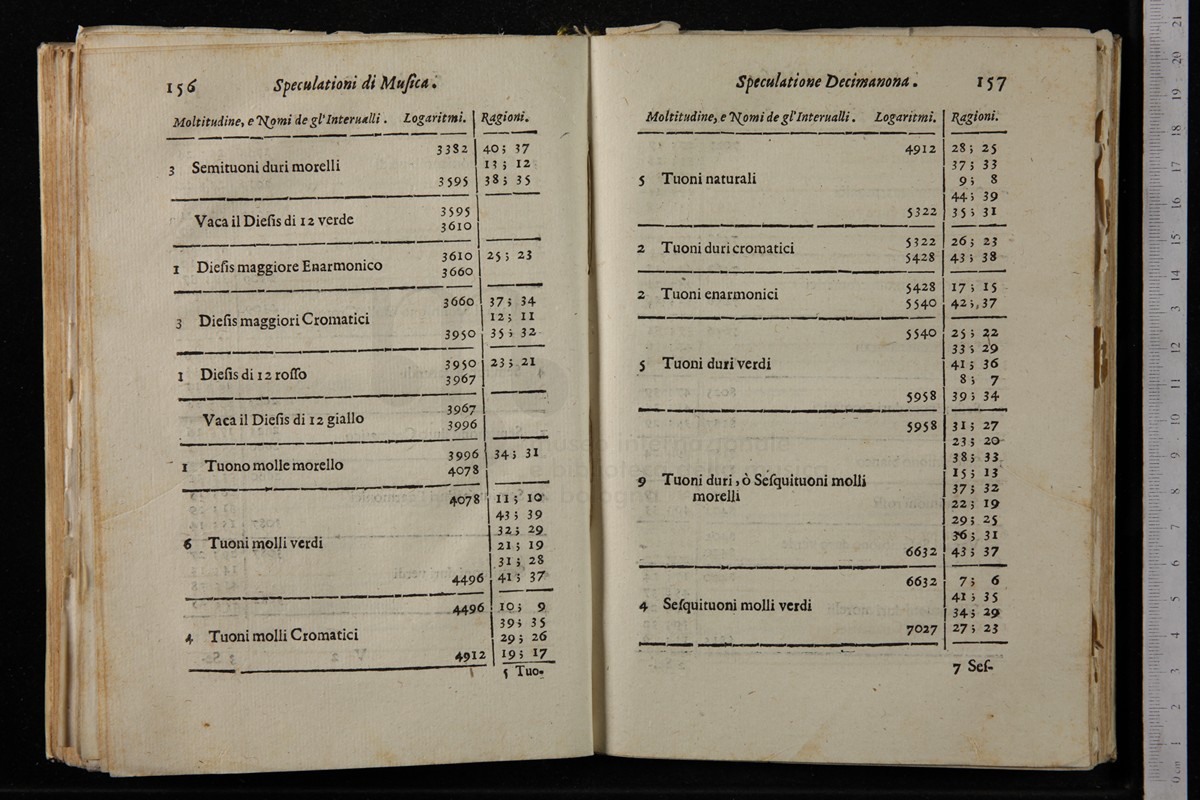 156 Speculationi di Muſica.
Moltitudine, e Nomi de gl'Interualli. Logaritmi. Ragioni.
3382 40; 37
3 Semituoni duri morelli 13; 12
3595 38; 35
Vaca il Dieſis di 12 verde 3595
3610
1 Dieſis maggiore Enarmonico 3610 25; 23
3660
3660 37; 34
3 Dieſis maggiori Cromatici 12; 11
3950 35; 32
1 Dieſis di 12 roſſo 3950 23; 21
3967
Vaca il Dieſis di 12 giallo 3967
3996
1 Tuono molle morello 3996 34; 31
4078
4078 11; 10
43; 39
32; 29
6 Tuoni molli verdi 21; 19
31; 28
4496 41; 37
4496 10; 9
39; 35
4 Tuoni molli Cromatici 29; 26
4912 19; 17
5 Tuo-
Speculatione Decimanona. 157
Moltitudine, e Nomi de gl'Interualli. Logaritmi. Ragioni.
4912 28; 25
37; 33
5 Tuoni naturali 9; 8
44; 39
5322 35; 31
2 Tuoni duri cromatici 5322 26; 23
5428 43; 38
2 Tuoni enarmonici 5428 17; 15
5540 42; 37
5540 25; 22
33; 29
5 Tuoni duri verdi 41; 36
8; 7
5958 39; 34
5958 31; 27
23; 20
38; 33
15; 13
9 Tuoni duri, ò Seſquituoni molli 37; 32
morelli 22; 19
29; 25
36; 31
6632 43; 37
6632 7; 6
41; 35
4 Seſquituoni molli verdi 34; 29
7027 27; 23
7 Seſ-